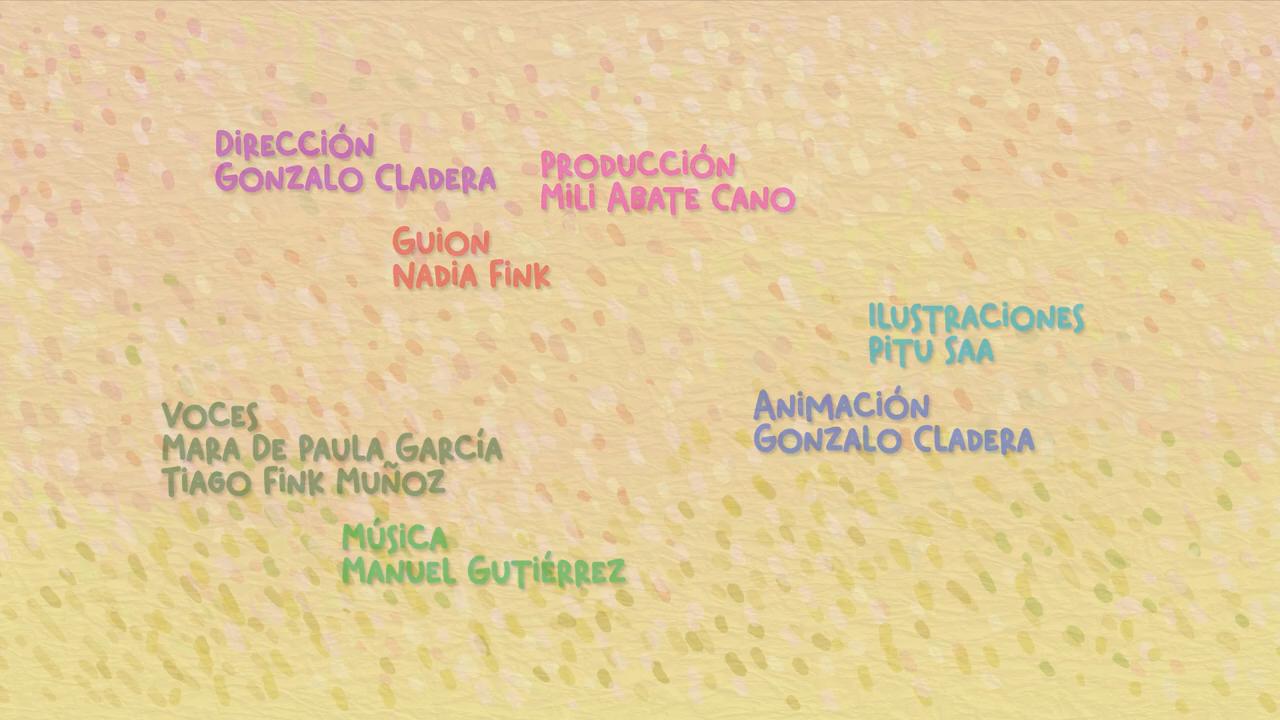 Dirección
Gonzalo Cladera
Producción
Mili Abate Cano
Guion
Nadia Fink
Ilustraciones
Pitu Saa
Animación
Gonzalo Cladera
Voces
Mara De Paula García
Tiago Fink Muñoz
Música
Manuel Gutiérrez